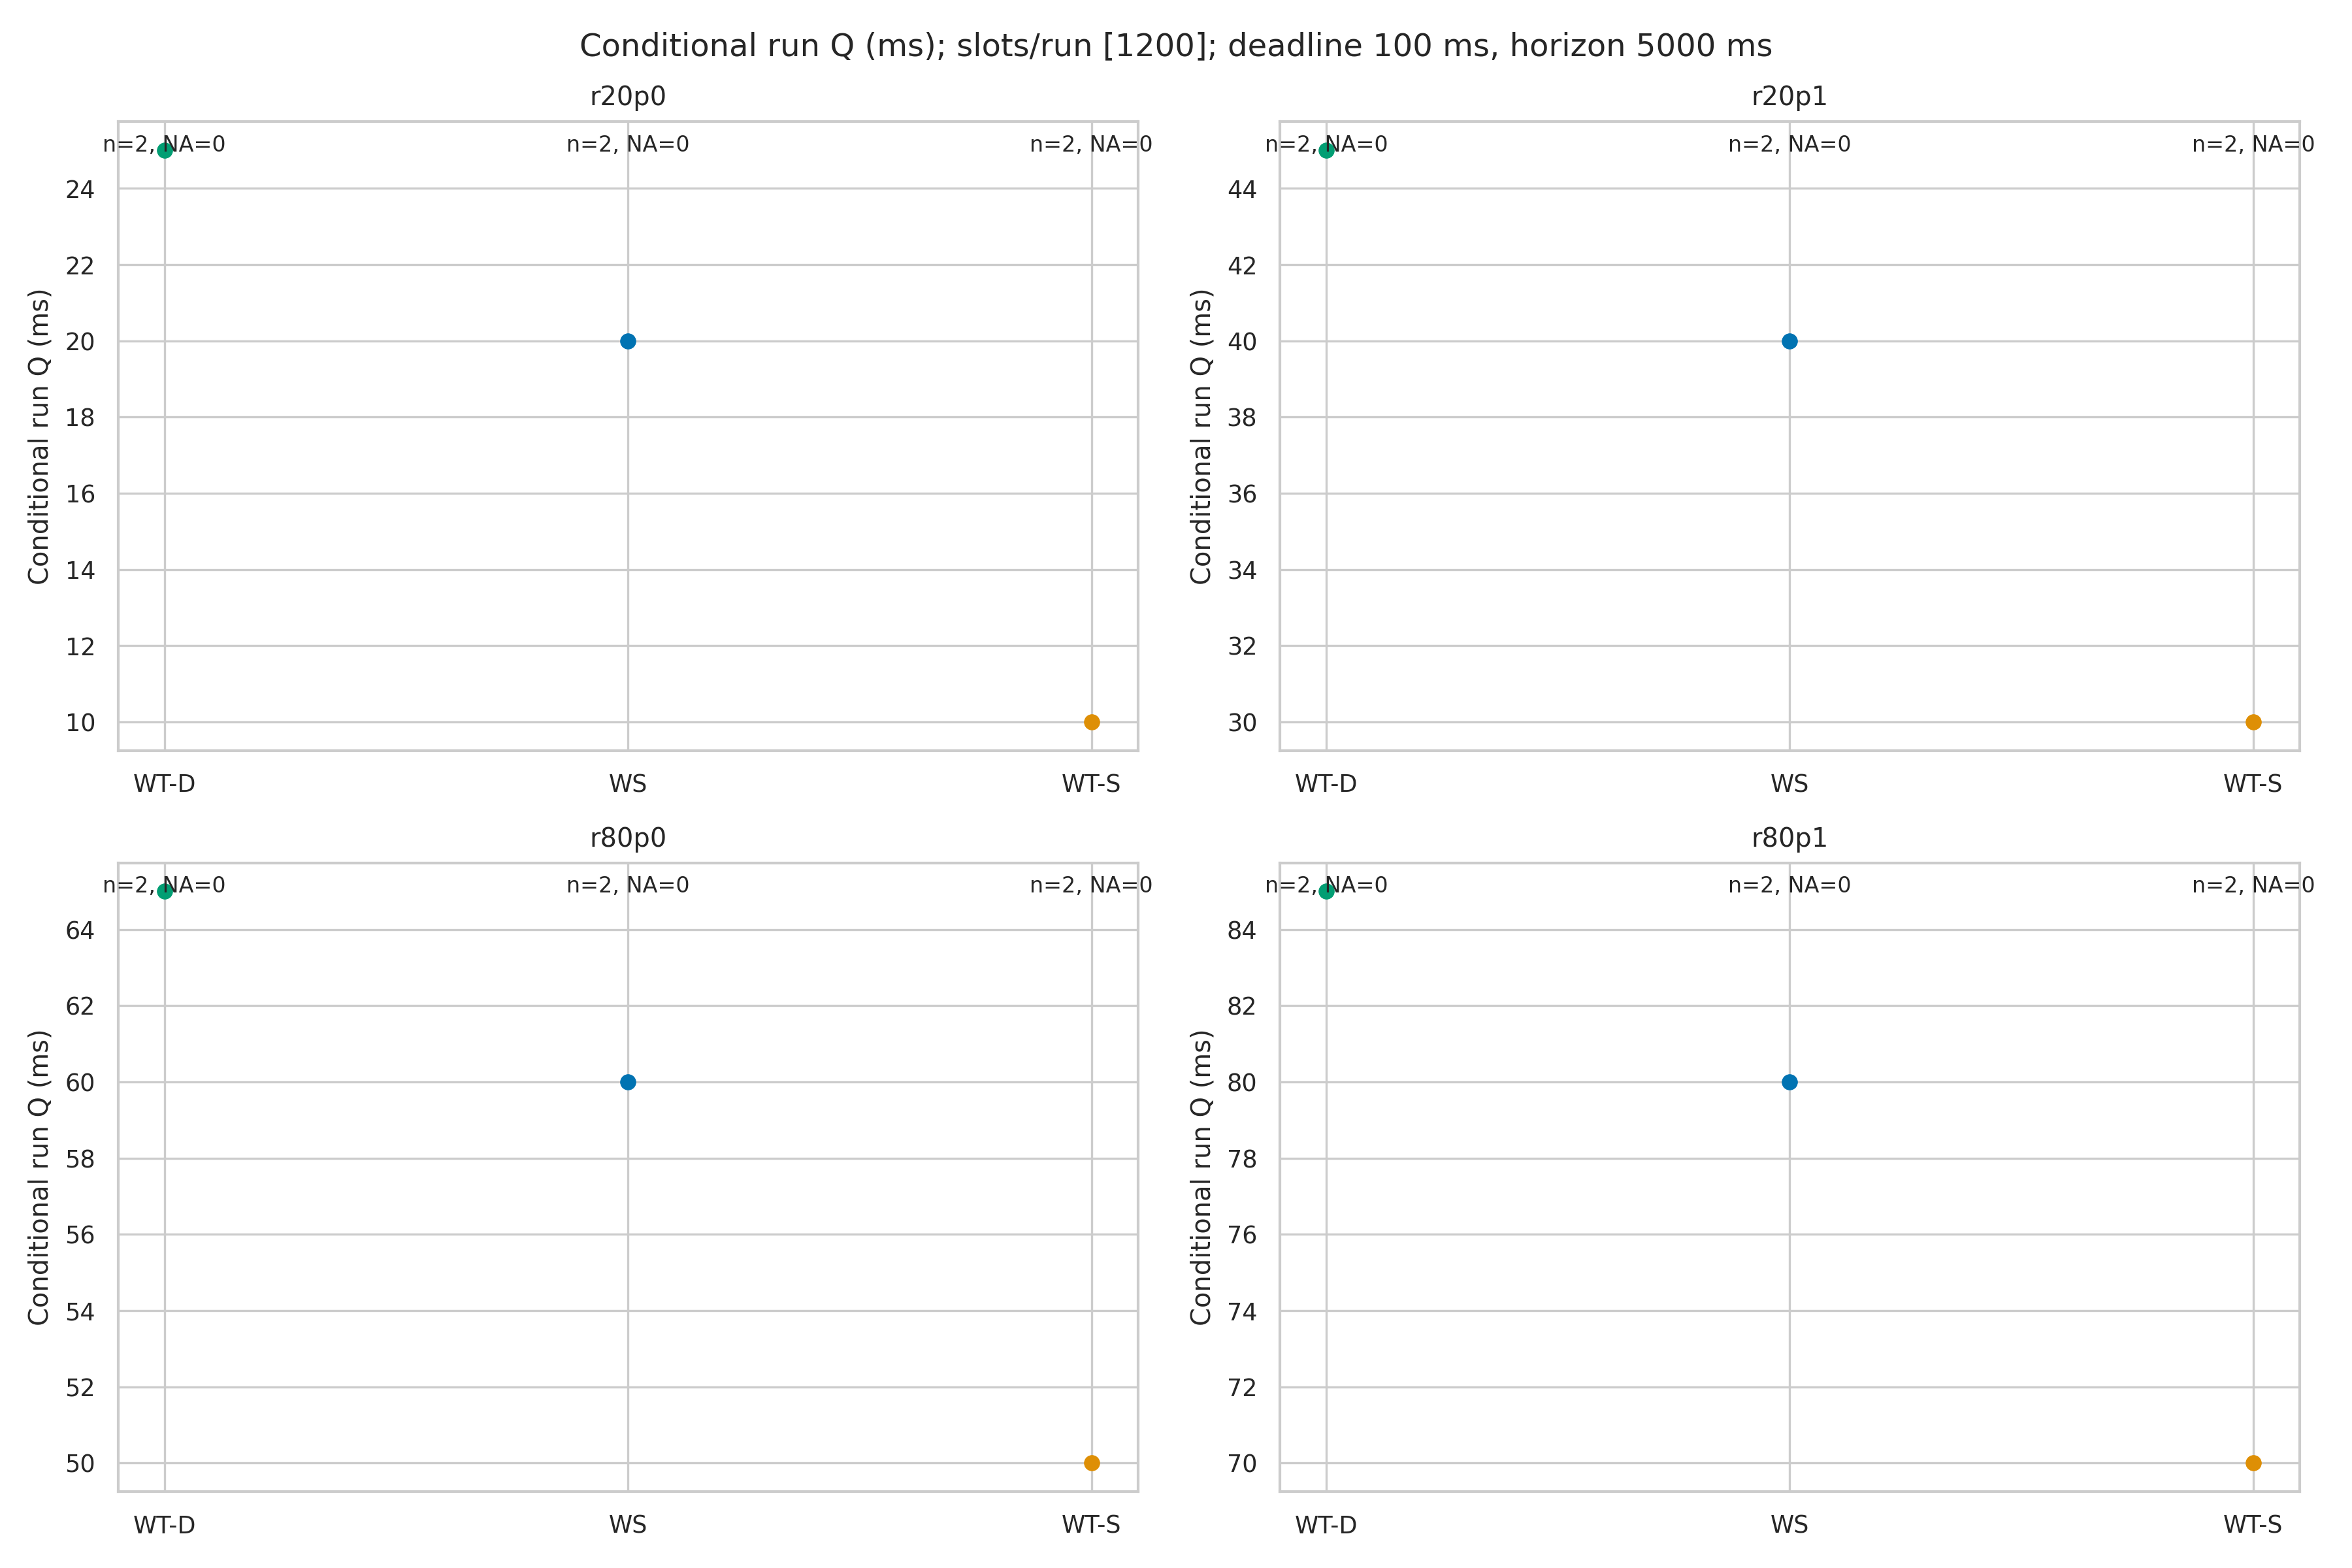 Conditional run Q (ms); slots/run [1200]; deadline 100 ms, horizon 5000 ms
r20p0
Conditional run Q (ms)
n=2, NA=0
n=2, NA=0
n=2, NA=0
24
22
20
18
16
14
12
10
WT-D
WS
WT-S
r20p1
Conditional run Q (ms)
n=2, NA=0
n=2, NA=0
n=2, NA=0
44
42
40
38
36
34
32
30
WT-D
WS
WT-S
r80p0
Conditional run Q (ms)
n=2, NA=0
n=2, NA=0
n=2, NA=0
64
62
60
58
56
54
52
50
WT-D
WS
WT-S
r80p1
Conditional run Q (ms)
n=2, NA=0
n=2, NA=0
n=2, NA=0
84
82
80
78
76
74
72
70
WT-D
WS
WT-S